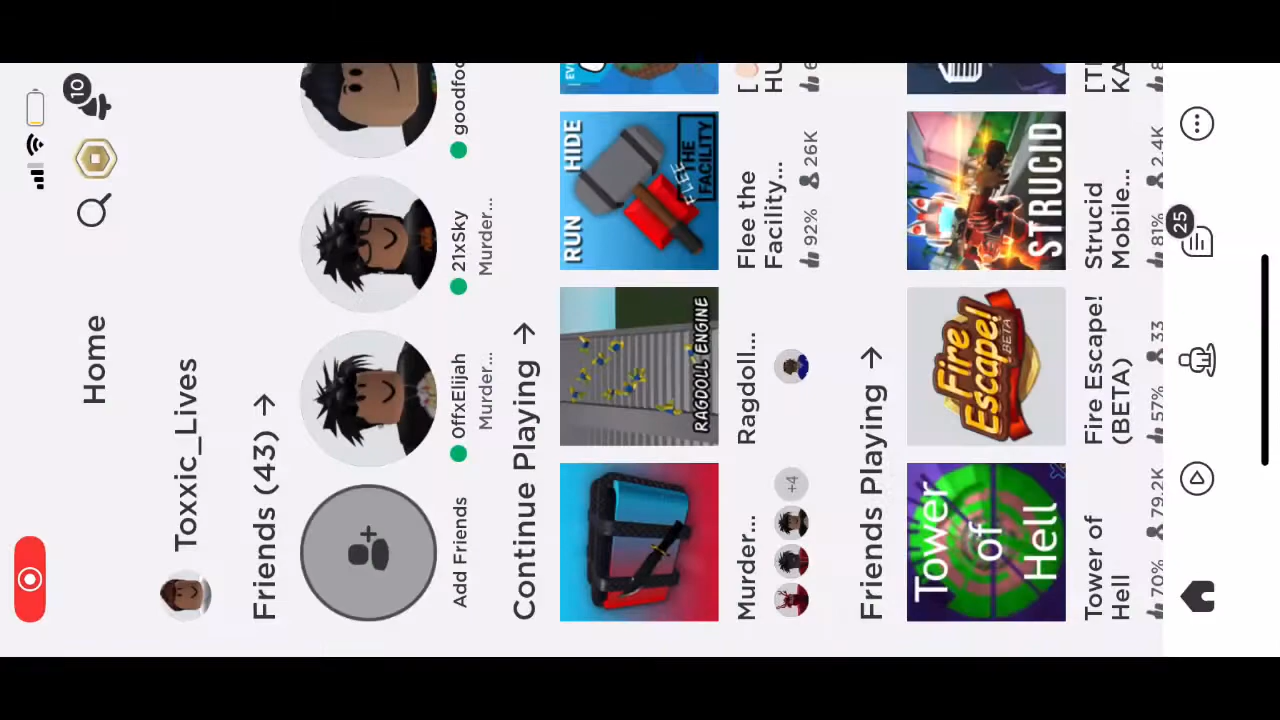 10
Home
Toxxic_Lives
Friends (43) →
Add Friends
OffxElijah
Murder...
21xSky
Murder...
goodfoo
Continue Playing →
RAGDOLL ENGINE
RUN HIDE
FLEE THE FACILITY
Murder...
+4
Ragdoll...
Flee the
Facility...
92% 26K
Friends Playing →
Tower
of
Hell
Fire
Escape!
BETA
STRUCID
Tower of
Hell
70% 79.2K
Fire Escape!
(BETA)
57% 33
Strucid
Mobile...
81% 2.4K
25